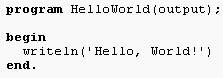 program HelloWorld(output);
begin
  writeln('Hello, World!')
end.